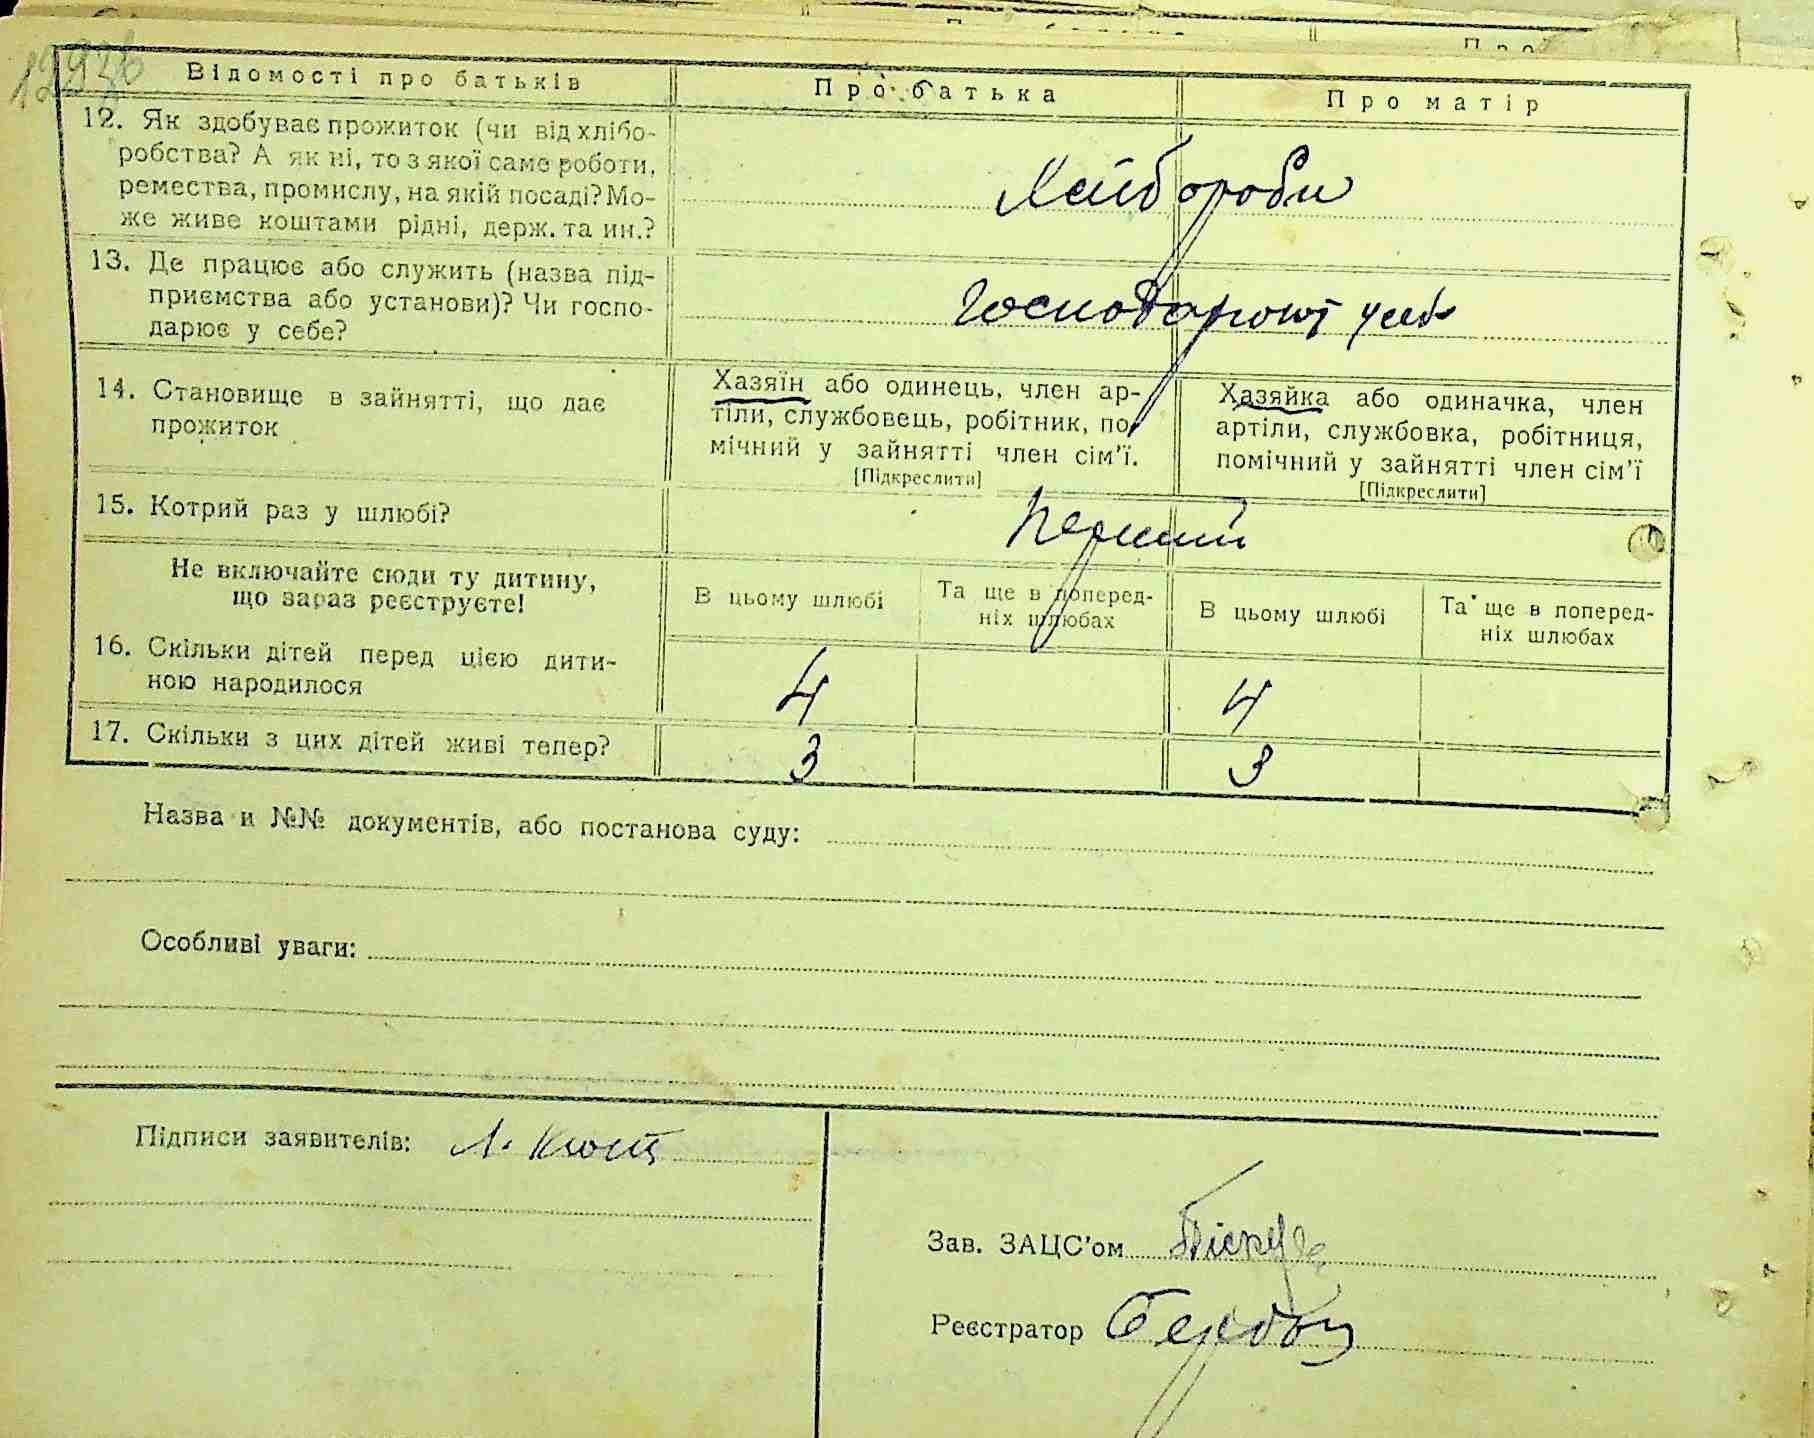 Відомості про батьків
Про батька
Про матір
12. Як здобуває прожиток (чи від хлібо-
робства? А як ні, то з якої саме роботи,
ремества, промислу, на якій посаді? Мо-
же живе коштами рідні, держ. та ин.?
Хлібороби
13. Де працює або служить (назва під-
приємства або установи)? Чи госпо-
дарює у себе?
Господарюют у себе
14. Становище в зайнятті, що дає
прожиток
Хазяїн або одинець, член ар-
тіли, службовець, робітник, по-
мічний у зайнятті член сім'ї.
[Підкреслити]
Хазяйка або одиначка, член
артіли, службовка, робітниця,
помічний у зайнятті член сім'ї
[Підкреслити]
15. Котрий раз у шлюбі?
Перший
Не включайте сюди ту дитину,
що зараз реєструєте!
В цьому шлюбі
Та ще в поперед-
ніх шлюбах
В цьому шлюбі
Та ще в поперед-
ніх шлюбах
16. Скільки дітей перед цією дити-
ною народилося
4
4
17. Скільки з цих дітей живі тепер?
3
3
Назва и №№ документів, або постанова суду:
Особливі уваги:
Підписи заявителів:
Зав. ЗАЦС'ом
Реєстратор